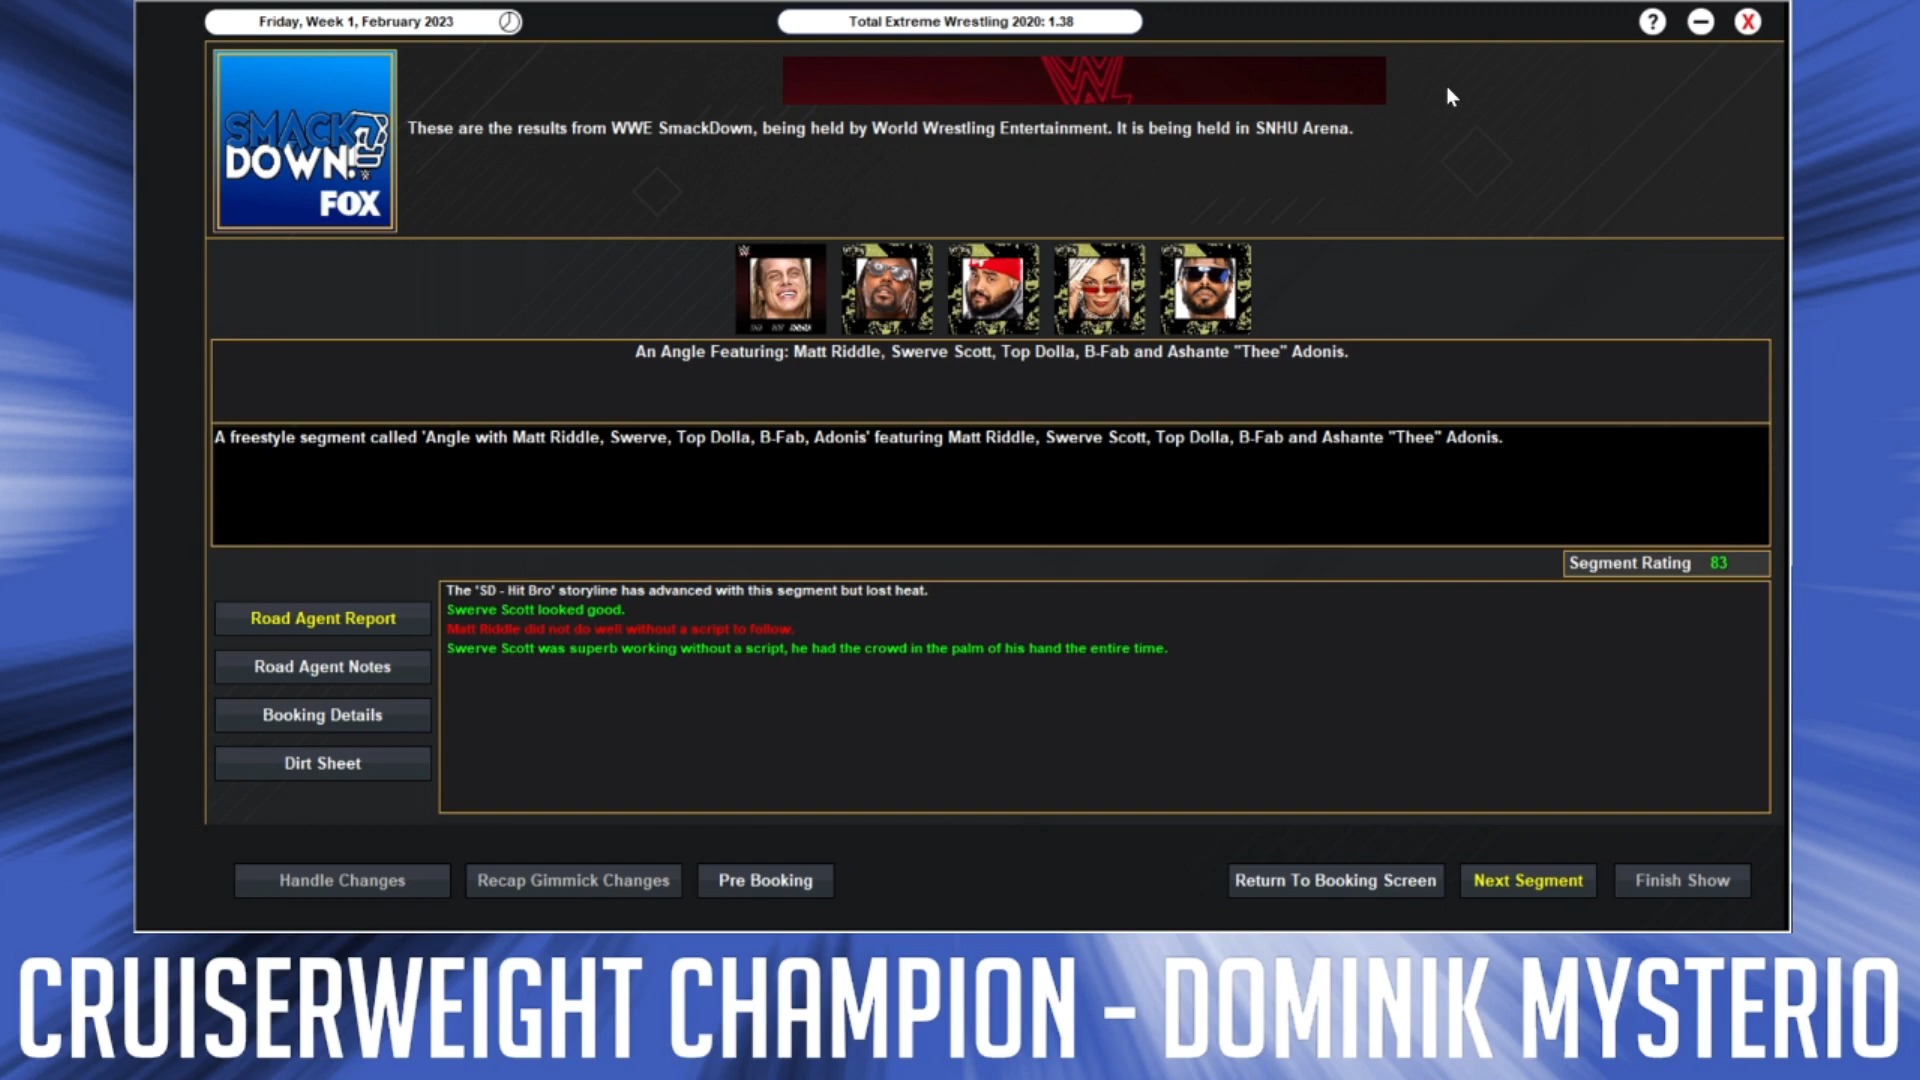 Friday, Week 1, February 2023
Total Extreme Wrestling 2020: 1.38
?
X
SMACK
DOWN!
FOX
These are the results from WWE SmackDown, being held by World Wrestling Entertainment. It is being held in SNHU Arena.
An Angle Featuring: Matt Riddle, Swerve Scott, Top Dolla, B-Fab and Ashante "Thee" Adonis.
A freestyle segment called 'Angle with Matt Riddle, Swerve, Top Dolla, B-Fab, Adonis' featuring Matt Riddle, Swerve Scott, Top Dolla, B-Fab and Ashante "Thee" Adonis.
Segment Rating 83
Road Agent Report
Road Agent Notes
Booking Details
Dirt Sheet
The 'SD - Hit Bro' storyline has advanced with this segment but lost heat.
Swerve Scott looked good.
Matt Riddle did not do well without a script to follow.
Swerve Scott was superb working without a script, he had the crowd in the palm of his hand the entire time.
Handle Changes
Recap Gimmick Changes
Pre Booking
Return To Booking Screen
Next Segment
Finish Show
CRUISERWEIGHT CHAMPION - DOMINIK MYSTERIO